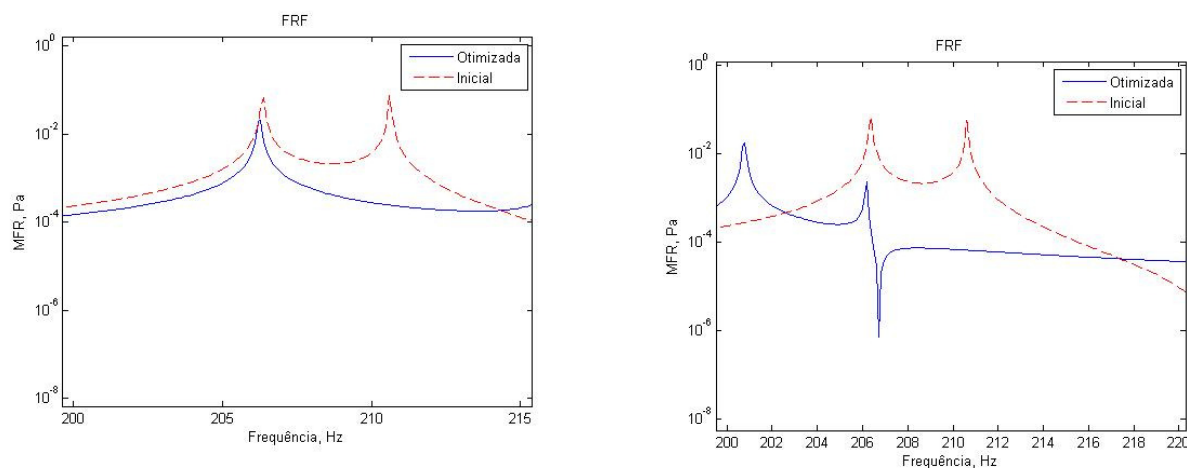 FRF
10^0
10^-2
10^-4
10^-6
10^-8
MFR, Pa
Otimizada
Inicial
200
205
210
215
Frequência, Hz
FRF
10^0
10^-2
10^-4
10^-6
10^-8
MFR, Pa
Otimizada
Inicial
200 202 204 206 208 210 212 214 216 218 220
Frequência, Hz